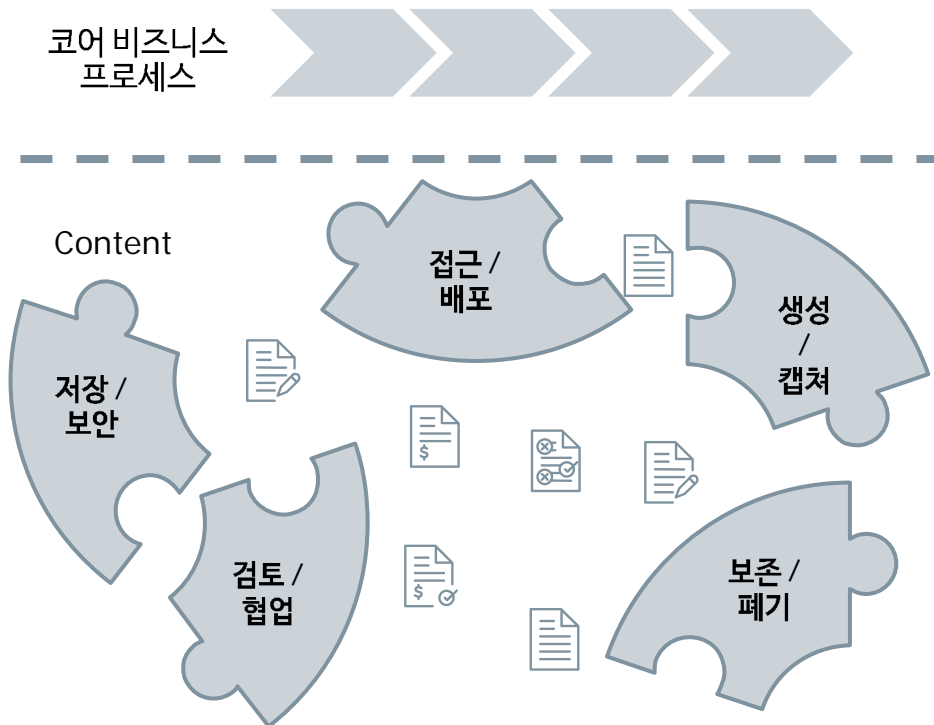 코어 비즈니스
프로세스
Content
접근 /
배포
생성
/
캡쳐
저장 /
보안
$
검토 /
협업
$
보존 /
폐기